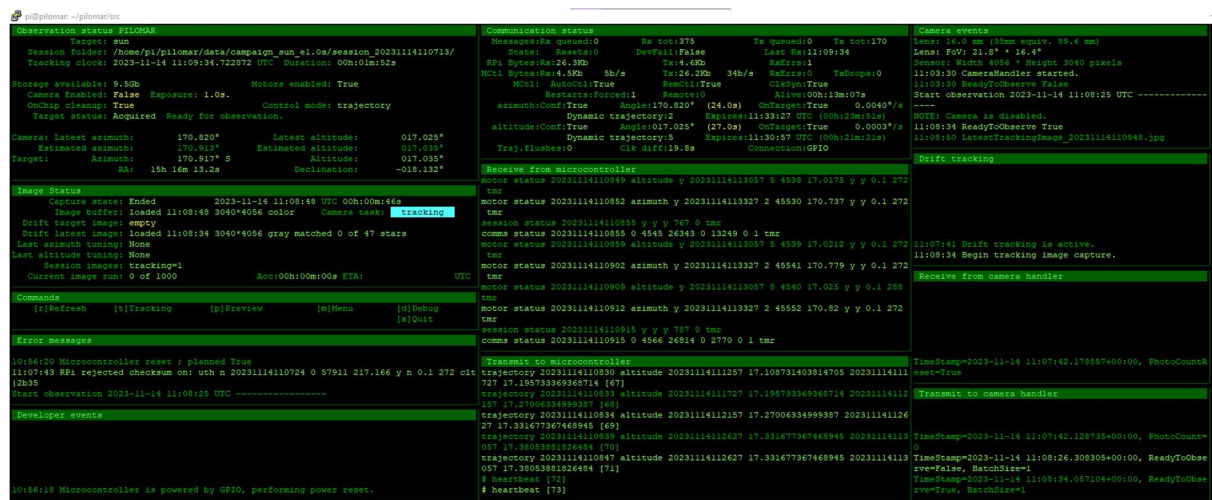 pi@pilomar: ~/pilomar/src
Observation status PILOMAR
Target: sun
Session folder: /home/pi/pilomar/data/campaign_sun_e1.0s/session_20231114110713/
Tracking clock: 2023-11-14 11:09:34.722872 UTC Duration: 00h:01m:52s
Storage available: 9.5Gb Motors enabled: True
Camera Enabled: False Exposure: 1.0s.
OnChip cleanup: True Control mode: trajectory
Target status: Acquired Ready for observation.
Camera: Latest azimuth: 170.820° Latest altitude: 017.025°
Estimated azimuth: 170.913° Estimated altitude: 017.035°
Target: Azimuth: 170.917° S Altitude: 017.035°
RA: 15h 16m 13.2s Declination: -018.132°
Image Status
Capture state: Ended 2023-11-14 11:08:48 UTC 00h:00m:46s
Image buffer: loaded 11:08:48 3040*4056 color Camera task: tracking
Drift target image: empty
Drift latest image: loaded 11:08:34 3040*4056 gray matched 0 of 47 stars
Last azimuth tuning: None
Last altitude tuning: None
Session images: tracking=1
Current image run: 0 of 1000 Acc:00h:00m:00s ETA: UTC
Commands
[r]Refresh [t]Tracking [p]Preview [m]Menu [d]Debug
[x]Quit
Error messages
10:56:20 Microcontroller reset ; planned True
11:07:43 RPi rejected checksum on: uth n 20231114110724 0 57911 217.166 y n 0.1 272 clt
|2b35
Start observation 2023-11-14 11:08:25 UTC -----------------
Developer events
10:56:18 Microcontroller is powered by GPIO, performing power reset.
Communication status
Messages:Rx queued:0 Rx tot:375 Tx queued:0 Tx tot:170
State: Resets:0 DevFail:False Last Rx:11:09:34
RPi Bytes:Rx:26.3Kb Tx:4.6Kb RxErrs:1
MCtl Bytes:Rx:4.5Kb 5b/s Tx:26.2Kb 34b/s RxErrs:0 TxDrops:0
MCtl AutoCtl:True RemCtl:True ClkSyn:True
Restarts:Forced:1 Remote:0 Alive:00h:13m:07s
azimuth:Conf:True Angle:170.820° (24.0s) OnTarget:True 0.0040°/s
Dynamic trajectory:2 Expires:11:33:27 UTC (00h:23m:51s)
altitude:Conf:True Angle:017.025° (27.0s) OnTarget:True 0.0003°/s
Dynamic trajectory:5 Expires:11:30:57 UTC (00h:21m:21s)
Traj.flushes:0 Clk diff:19.8s Connection:GPIO
Receive from microcontroller
motor status 20231114110849 altitude y 20231114113057 5 4538 17.0175 y y 0.1 272
tmr
motor status 20231114110852 azimuth y 20231114113327 2 45530 170.737 y y 0.1 272
tmr
session status 20231114110855 y y y 767 0 tmr
comms status 20231114110855 0 4545 26343 0 13249 0 1 tmr
motor status 20231114110859 altitude y 20231114113057 5 4539 17.0212 y y 0.1 272
tmr
motor status 20231114110902 azimuth y 20231114113327 2 45541 170.779 y y 0.1 272
tmr
motor status 20231114110909 altitude y 20231114113057 5 4540 17.025 y y 0.1 288
tmr
motor status 20231114110912 azimuth y 20231114113327 2 45552 170.82 y y 0.1 272
tmr
session status 20231114110915 y y y 787 0 tmr
comms status 20231114110915 0 4566 26814 0 2770 0 1 tmr
Transmit to microcontroller
trajectory 20231114110830 altitude 20231114111257 17.108731403814705 2023111411
727 17.195733369368714 [67]
trajectory 20231114110833 altitude 20231114111727 17.195733369368714 20231114112
157 17.27006334999387 [68]
trajectory 20231114110834 altitude 20231114112157 17.27006334999387 202311141126
27 17.331677367468945 [69]
trajectory 20231114110839 altitude 20231114112627 17.331677367468945 20231114113
057 17.38053881826484 [70]
trajectory 20231114110847 altitude 20231114112627 17.331677367468945 20231114113
057 17.38053881826484 [71]
# heartbeat [72]
# heartbeat [73]
Camera events
Lens: 16.0 mm (35mm equiv. 89.6 mm)
Lens: FoV: 21.8° * 16.4°
Sensor: Width 4056 * Height 3040 pixels
11:03:30 CameraHandler started.
11:03:30 ReadyToObserve False
Start observation 2023-11-14 11:08:25 UTC -------------
----
NOTE: Camera is disabled.
11:08:34 ReadyToObserve True
11:08:50 LatestTrackingImage_20231114110848.jpg
Drift tracking
11:07:41 Drift tracking is active.
11:08:34 Begin tracking image capture.
Receive from camera handler
TimeStamp=2023-11-14 11:07:42.178557+00:00, PhotoCountR
eset=True
Transmit to camera handler
TimeStamp=2023-11-14 11:07:42.128735+00:00, PhotoCount=
0
TimeStamp=2023-11-14 11:08:26.308305+00:00, ReadyToObse
rve=False, BatchSize=1
TimeStamp=2023-11-14 11:08:34.057104+00:00, ReadyToObse
rve=True, BatchSize=1